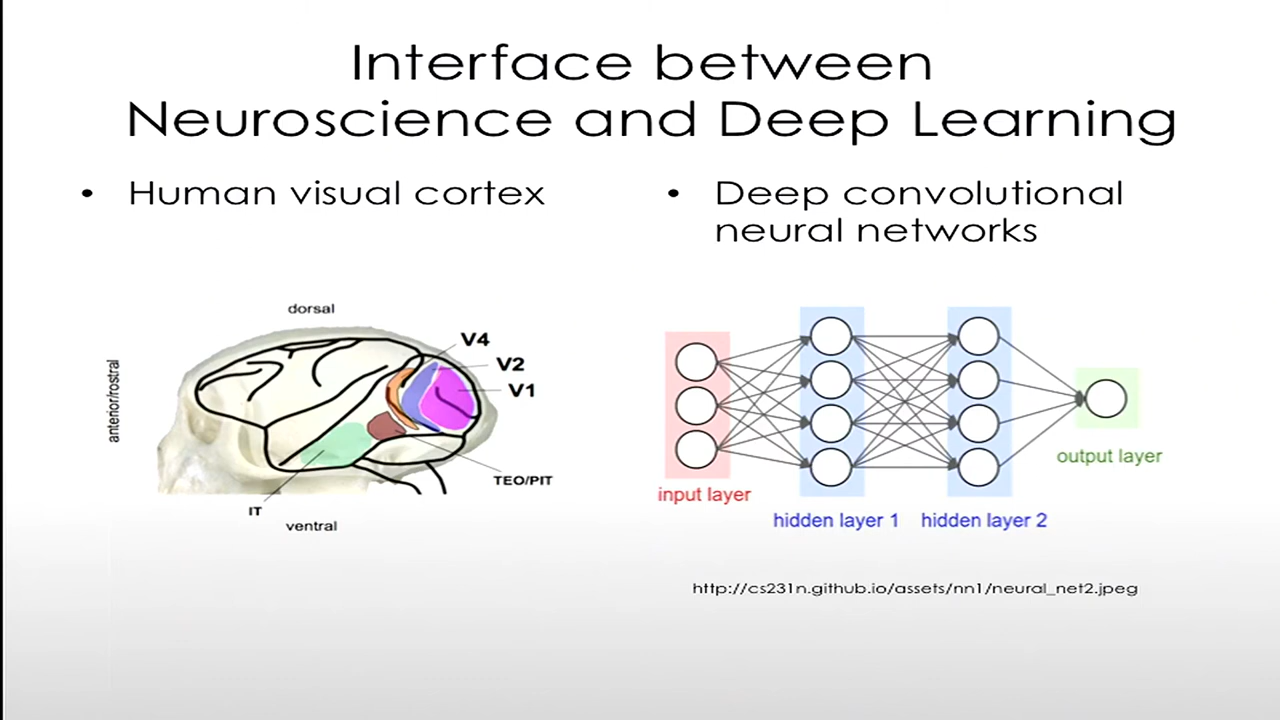 Interface between
Neuroscience and Deep Learning
• Human visual cortex
dorsal
V4
V2
V1
anterior/rostral
TEO/PIT
IT
ventral
• Deep convolutional
neural networks
input layer
hidden layer 1
hidden layer 2
output layer
http://cs231n.github.io/assets/nn1/neural_net2.jpeg